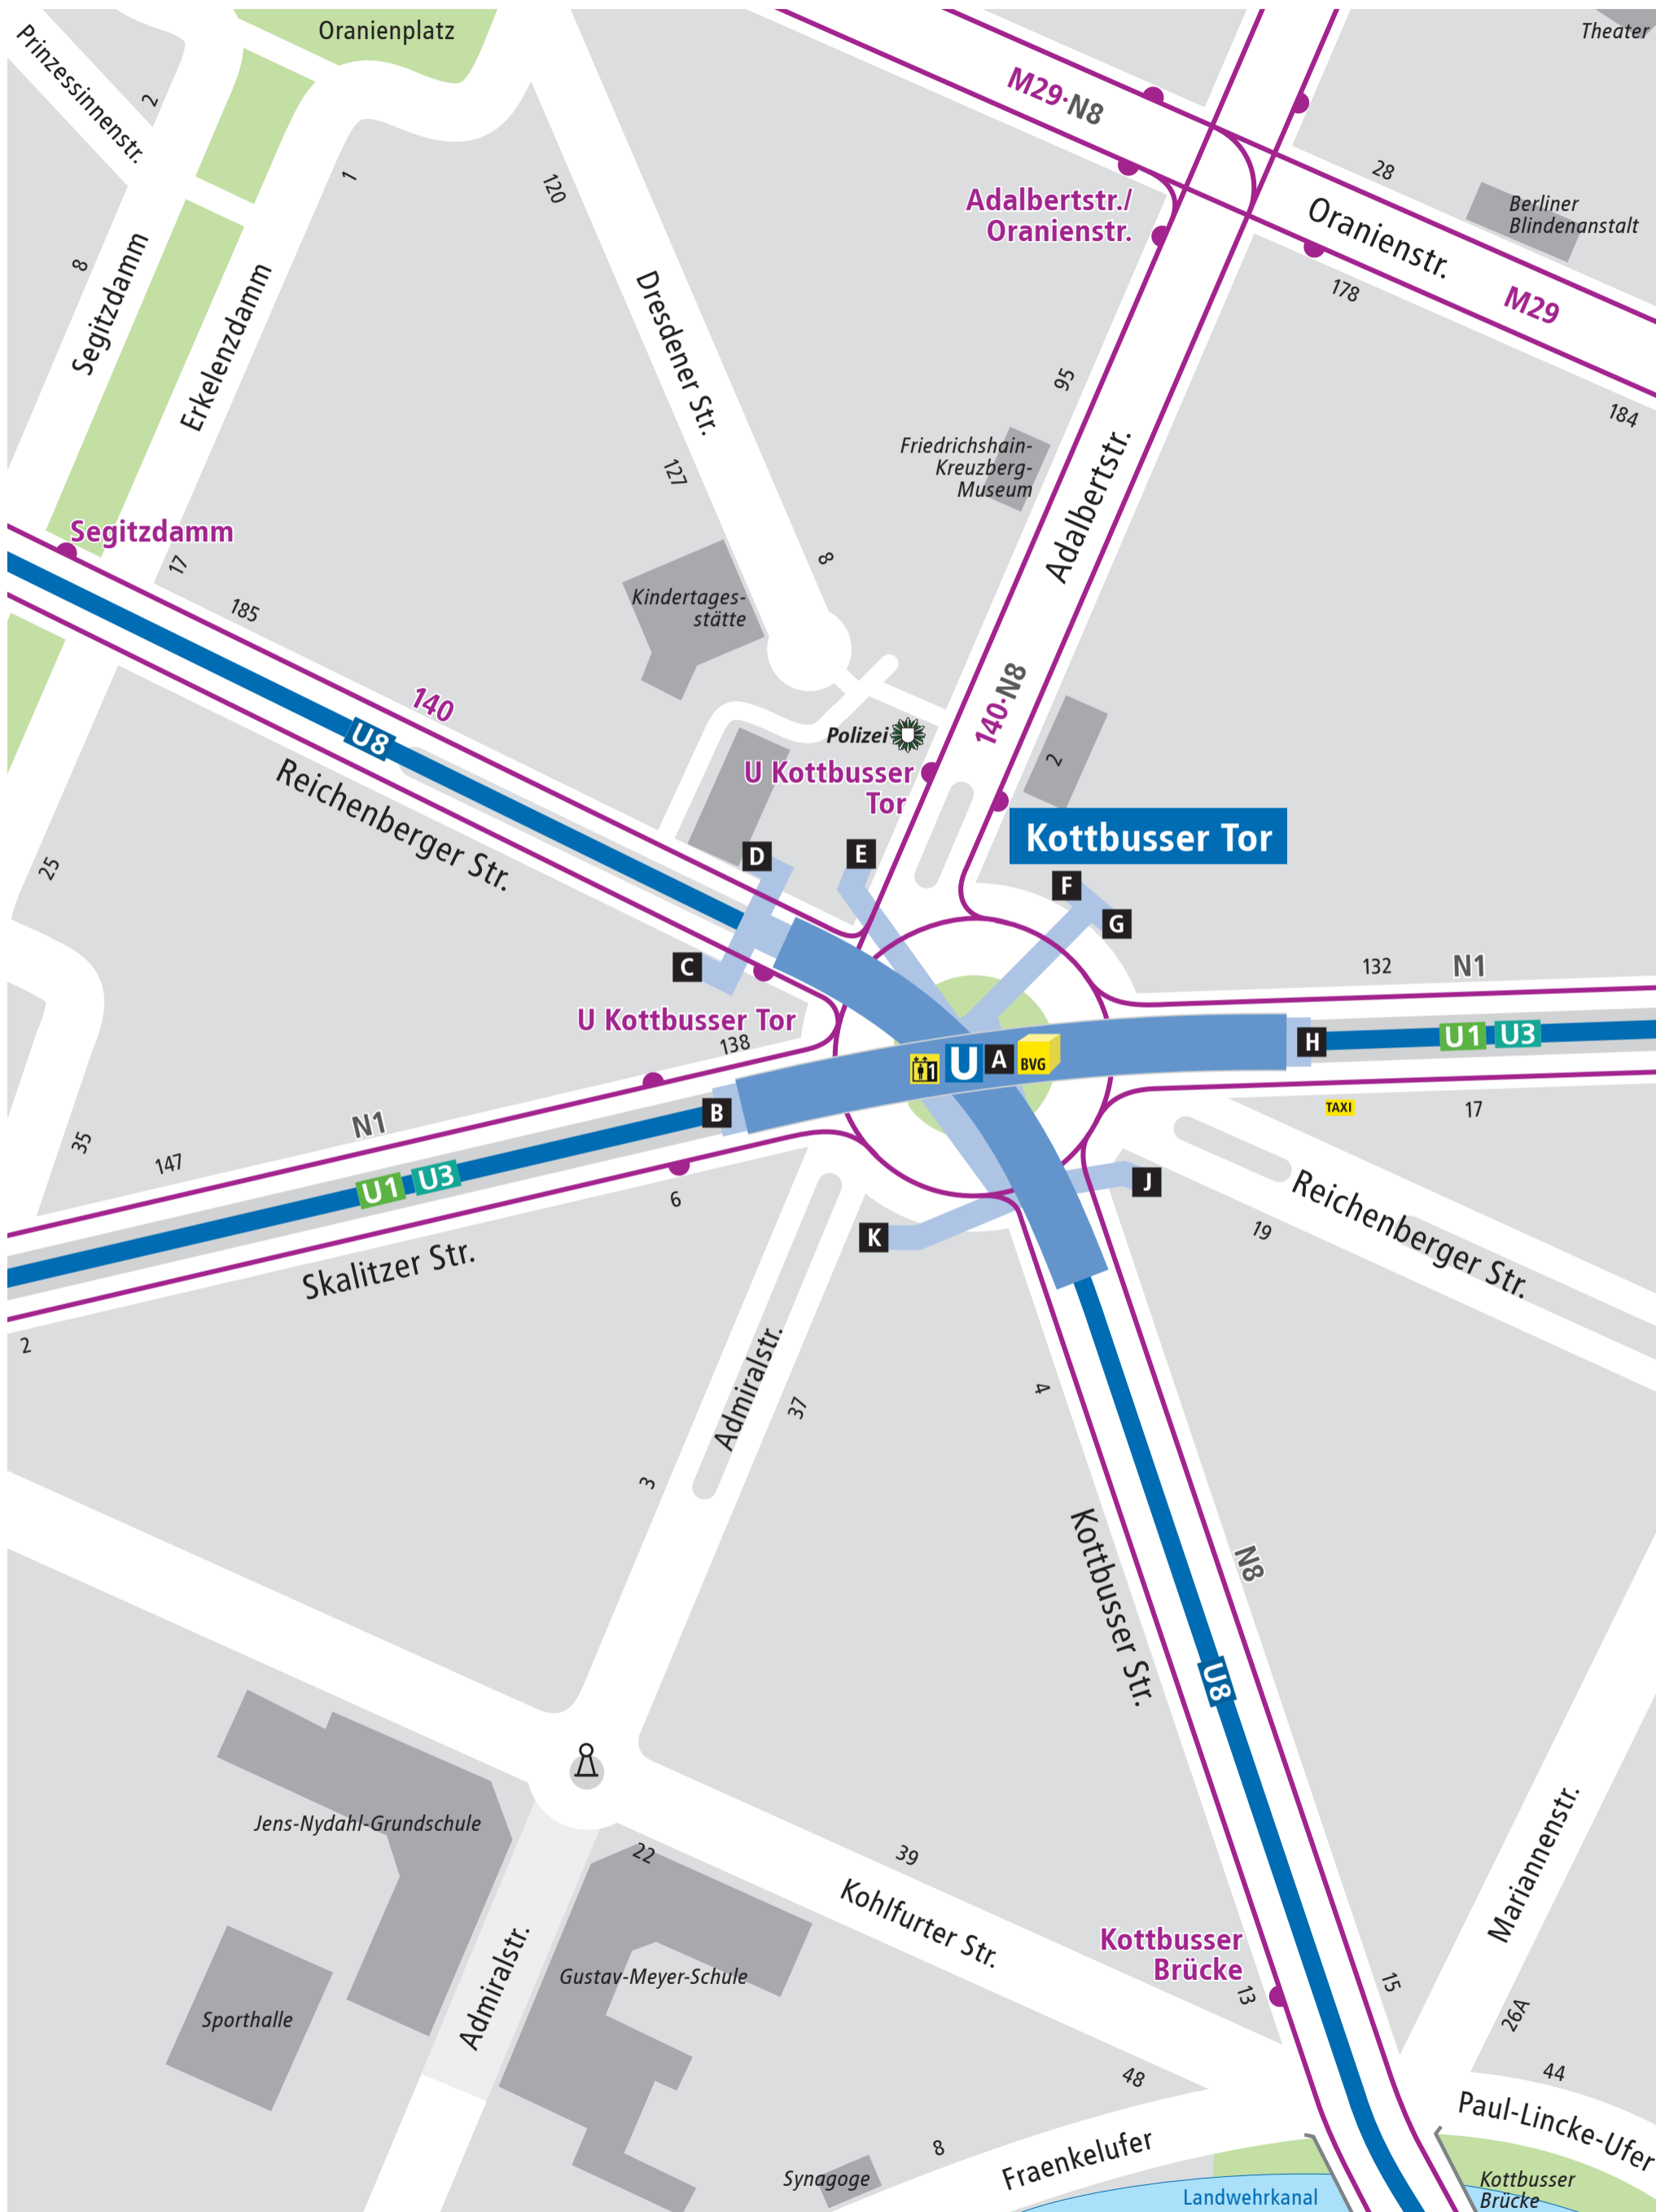 Oranienplatz
Theater
Prinzessinnenstr.
2
M29·N8
1
120
28
Adalbertstr./
Oranienstr.
Berliner
Blindenanstalt
Oranienstr.
8
Segitzdamm
Erkelenzdamm
178
M29
Dresdener Str.
95
184
Friedrichshain-
Kreuzberg-
Museum
127
Adalbertstr.
Segitzdamm
17
8
185
Kindertages-
stätte
140
140·N8
U8
Polizei
2
U Kottbusser
Tor
Reichenberger Str.
Kottbusser Tor
25
D
E
F
G
C
132
N1
U Kottbusser Tor
138
H
U1 U3
1
U
A
BVG
B
N1
TAXI
17
35
147
U1 U3
6
J
Reichenberger Str.
19
K
Skalitzer Str.
2
Admiralstr.
37
4
3
Kottbusser Str.
N8
U8
Jens-Nydahl-Grundschule
22
39
Mariannenstr.
Kohlfurter Str.
Admiralstr.
Kottbusser
Brücke
Gustav-Meyer-Schule
13
15
26A
Sporthalle
48
44
Paul-Lincke-Ufer
8
Fraenkelufer
Synagoge
Landwehrkanal
Kottbusser
Brücke